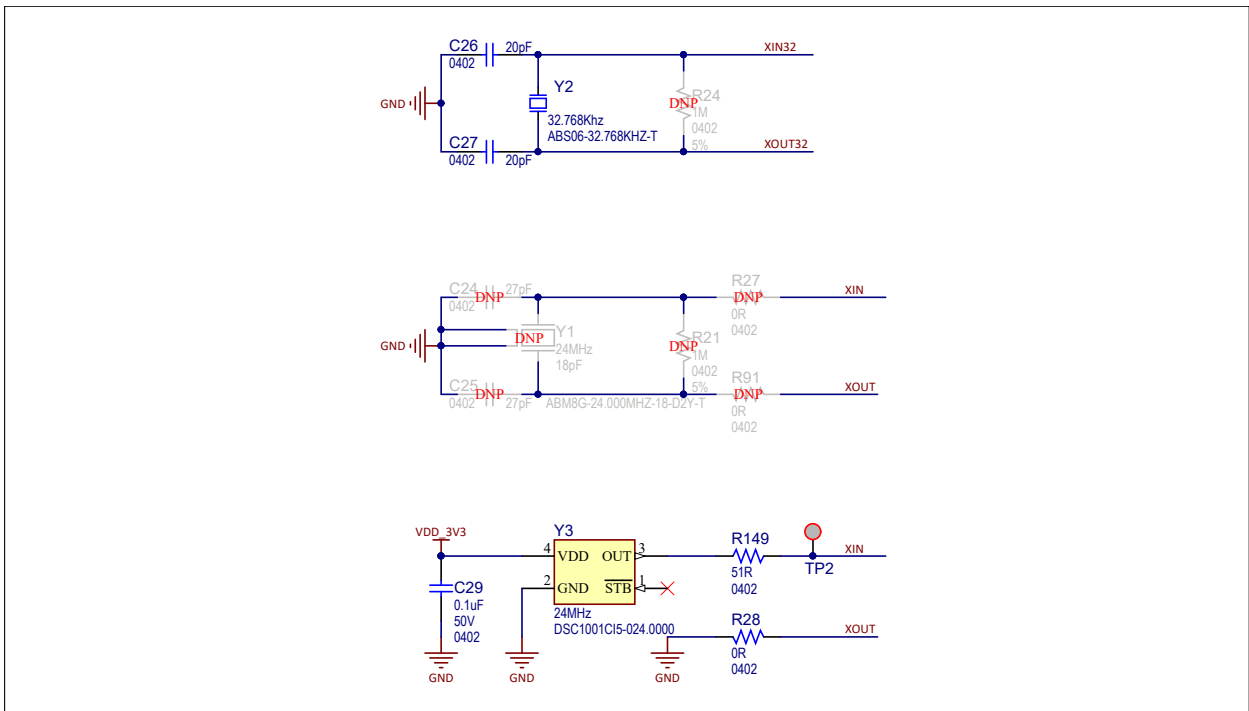 C26 20pF
0402
XIN32
Y2
GND
32.768Khz
ABS06-32.768KHZ-T
DNP R24
1M
0402
5%
C27
0402 20pF
XOUT32
C24 27pF
DNP
0402
R27
DNP
0R
0402
XIN
GND
DNP Y1
24MHz
18pF
DNP R21
1M
0402
5%
C25
DNP
0402 27pF
ABM8G-24.000MHZ-18-D2Y-T
R91
DNP
0R
0402
XOUT
VDD_3V3
C29
0.1uF
50V
0402
GND
Y3
4 VDD OUT 3
2 GND STB 1
24MHz
DSC1001CI5-024.0000
GND
R149
51R
0402
TP2
XIN
R28
0R
0402
XOUT
GND